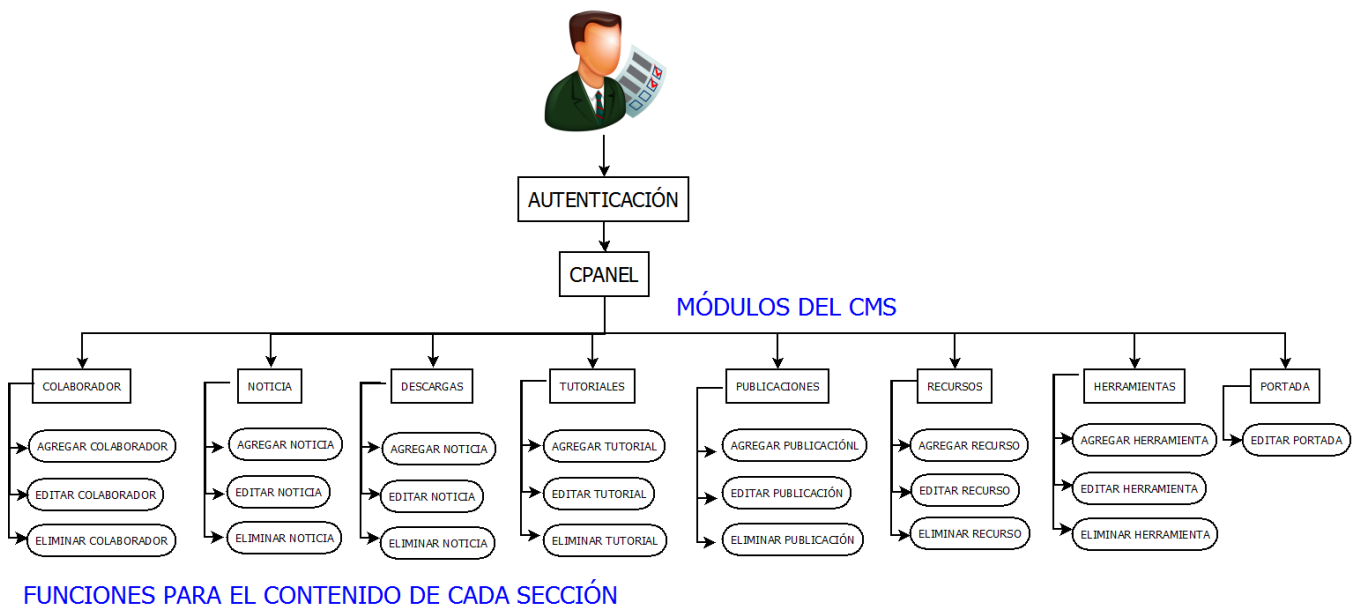 AUTENTICACIÓN
CPANEL
MÓDULOS DEL CMS
COLABORADOR
NOTICIA
DESCARGAS
TUTORIALES
PUBLICACIONES
RECURSOS
HERRAMIENTAS
PORTADA
AGREGAR COLABORADOR
AGREGAR NOTICIA
AGREGAR NOTICIA
AGREGAR TUTORIAL
AGREGAR PUBLICACIÓNL
AGREGAR RECURSO
AGREGAR HERRAMIENTA
EDITAR PORTADA
EDITAR COLABORADOR
EDITAR NOTICIA
EDITAR NOTICIA
EDITAR TUTORIAL
EDITAR PUBLICACIÓN
EDITAR RECURSO
EDITAR HERRAMIENTA
ELIMINAR COLABORADOR
ELIMINAR NOTICIA
ELIMINAR NOTICIA
ELIMINAR TUTORIAL
ELIMINAR PUBLICACIÓN
ELIMINAR RECURSO
ELIMINAR HERRAMIENTA
FUNCIONES PARA EL CONTENIDO DE CADA SECCIÓN